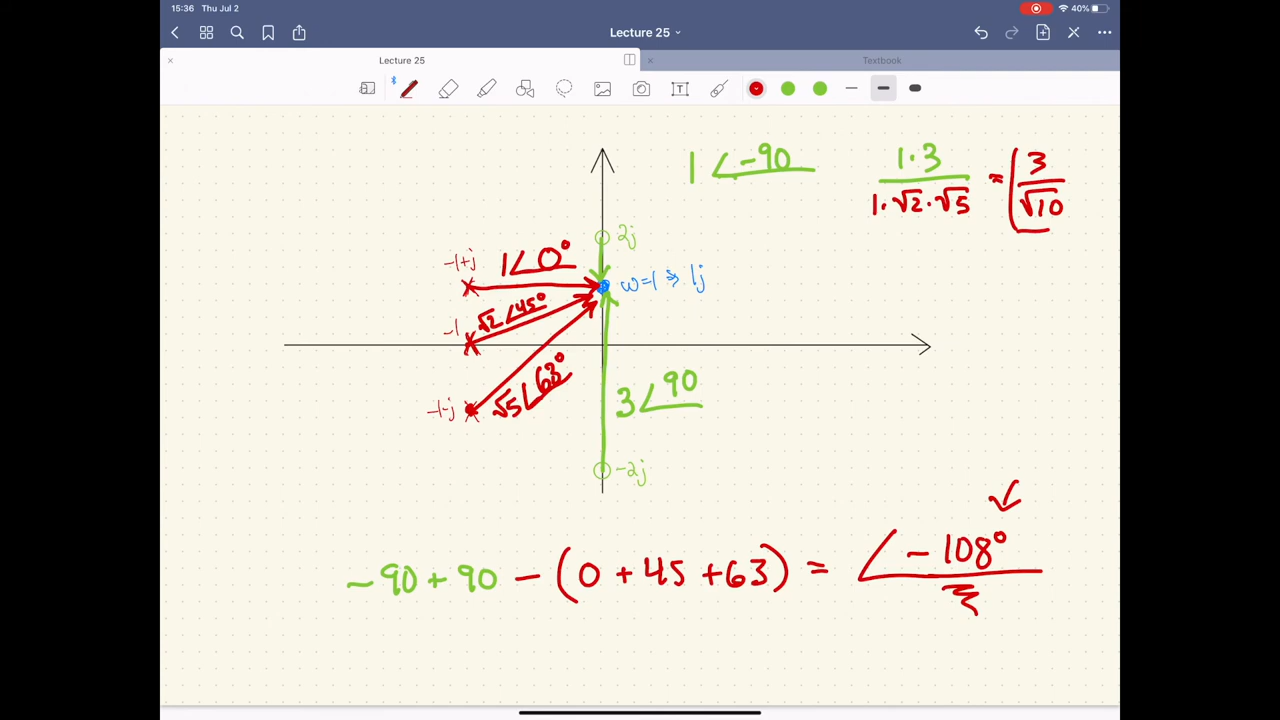 15:36 Thu Jul 2
40%
Lecture 25
Lecture 25
Textbook
1∠-90
1·3 / 1·√2·√5 = 3 / √10
2j
-1+j
1∠0°
ω=1 ⇒ 1j
-1
√2∠45°
√5∠63°
-1-j
3∠90
-2j
-90+90 -(0+45+63) = ∠-108°